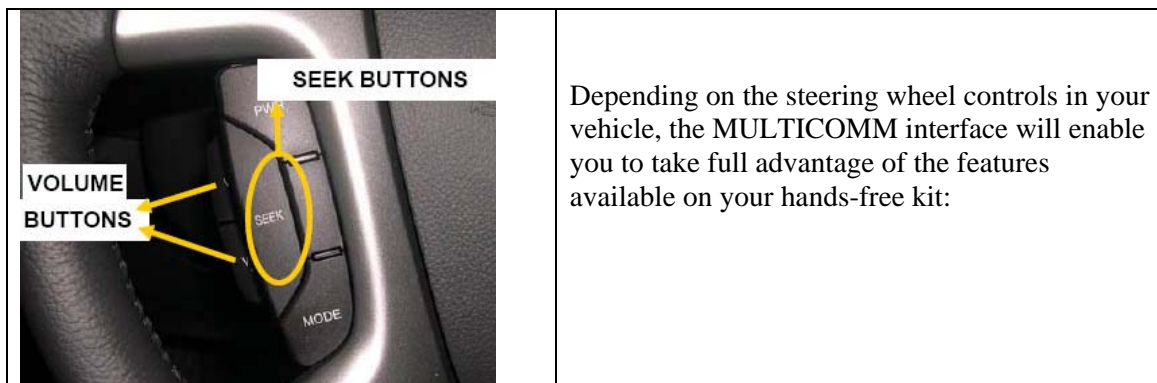 SEEK BUTTONS
PWR
VOLUME
BUTTONS
SEEK
MODE
Depending on the steering wheel controls in your
vehicle, the MULTICOMM interface will enable
you to take full advantage of the features
available on your hands-free kit: